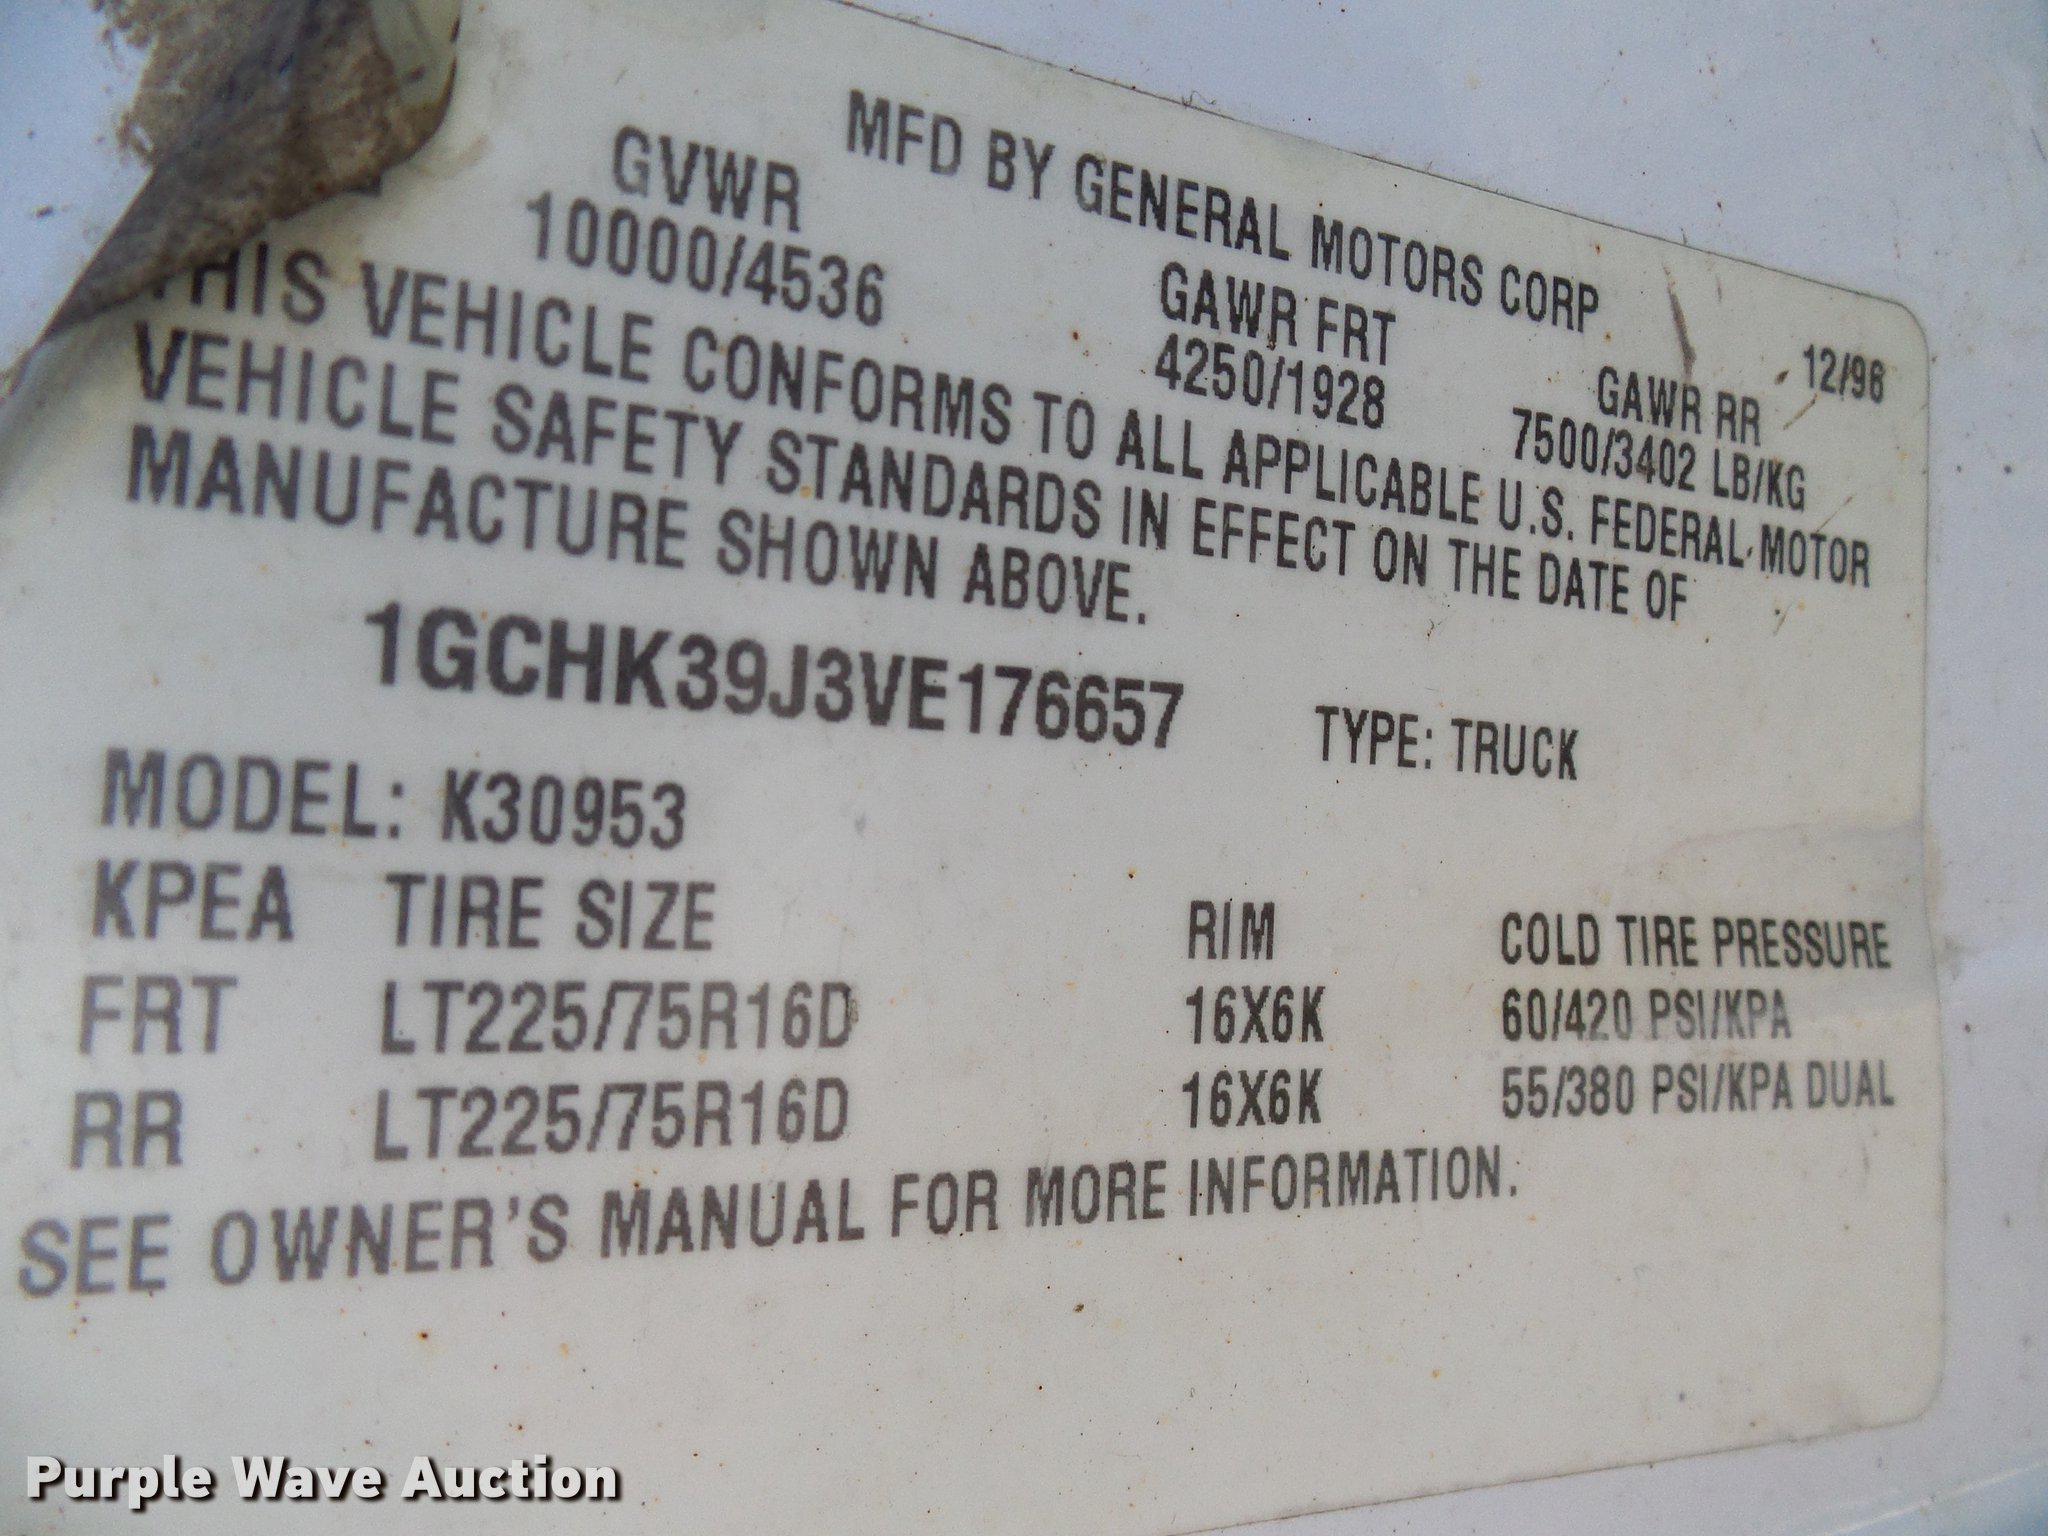 MFD BY GENERAL MOTORS CORP 12/96
GVWR GAWR FRT GAWR RR
10000/4536 4250/1928 7500/3402 LB/KG
THIS VEHICLE CONFORMS TO ALL APPLICABLE U.S. FEDERAL MOTOR
VEHICLE SAFETY STANDARDS IN EFFECT ON THE DATE OF
MANUFACTURE SHOWN ABOVE.
1GCHK39J3VE176657 TYPE: TRUCK
MODEL: K30953
KPEA TIRE SIZE RIM COLD TIRE PRESSURE
FRT LT225/75R16D 16X6K 60/420 PSI/KPA
RR LT225/75R16D 16X6K 55/380 PSI/KPA DUAL
SEE OWNER'S MANUAL FOR MORE INFORMATION.
Purple Wave Auction